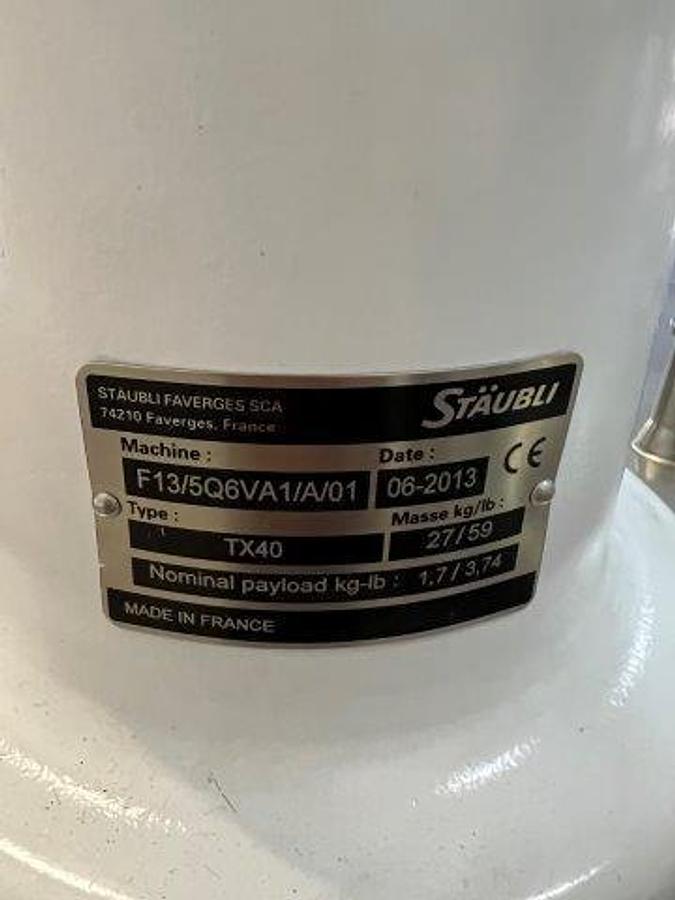 STAUBLI FAVERGES SCA
74210 Faverges, France
STÄUBLI
Machine :
F13/5Q6VA1/A/01
Date :
06-2013
CE
Type :
TX40
Masse kg/lb :
27/59
Nominal payload kg-lb : 1,7 / 3,74
MADE IN FRANCE